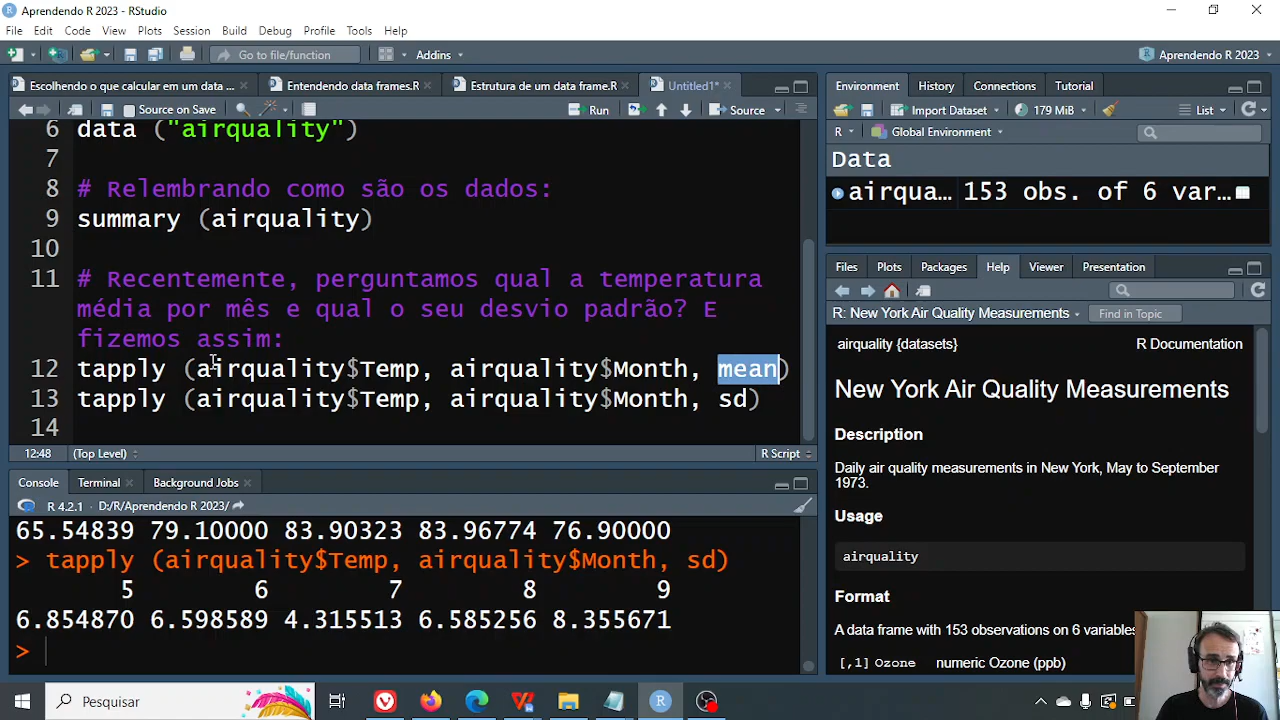 Aprendendo R 2023 - RStudio
File Edit Code View Plots Session Build Debug Profile Tools Help
Go to file/function Addins Aprendendo R 2023
Escolhendo o que calcular em um data ... Entendendo data frames.R Estrutura de uma data frame.R Untitled1*
Source on Save Run Source
6 data ("airquality")
7
8 # Relembrando como são os dados:
9 summary (airquality)
10
11 # Recentemente, perguntamos qual a temperatura
média por mês e qual o seu desvio padrão? E
fizemos assim:
12 tapply (airquality$Temp, airquality$Month, mean)
13 tapply (airquality$Temp, airquality$Month, sd)
14
12:48 (Top Level) R Script
Console Terminal Background Jobs
R 4.2.1 · D:/R/Aprendendo R 2023/
65.54839 79.10000 83.90323 83.96774 76.90000
> tapply (airquality$Temp, airquality$Month, sd)
5 6 7 8 9
6.854870 6.598589 4.315513 6.585256 8.355671
>
Environment History Connections Tutorial
Import Dataset 179 MiB List
R Global Environment
Data
airqua... 153 obs. of 6 var...
Files Plots Packages Help Viewer Presentation
R: New York Air Quality Measurements Find in Topic
airquality {datasets} R Documentation
New York Air Quality Measurements
Description
Daily air quality measurements in New York, May to September
1973.
Usage
airquality
Format
A data frame with 153 observations on 6 variables
[,1] Ozone numeric Ozone (ppb)
Pesquisar